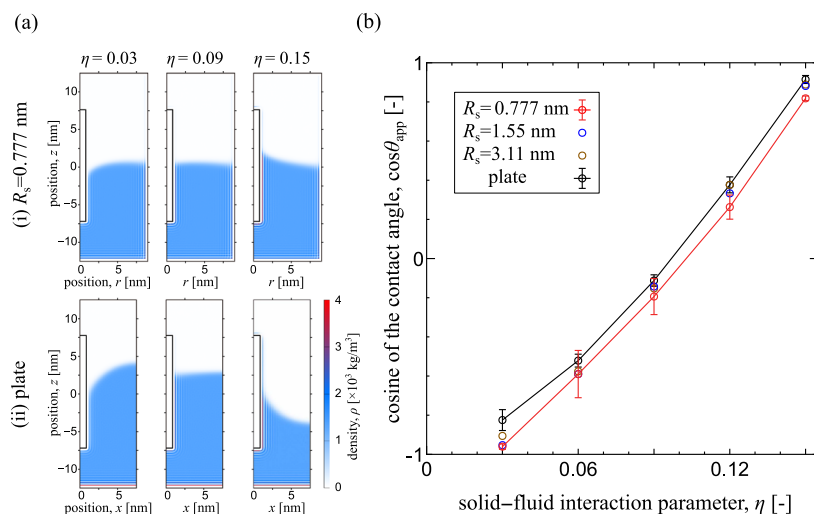 (a)
η = 0.03
η = 0.09
η = 0.15
(i) Rs=0.777 nm
position, z [nm]
10
5
0
−5
−10
0
5
0
5
0
5
position, r [nm]
r [nm]
r [nm]
(ii) plate
position, z [nm]
10
5
0
−5
−10
0
5
0
5
0
5
position, x [nm]
x [nm]
x [nm]
4
3
2
1
0
density, ρ [×10³ kg/m³]
(b)
cosine of the contact angle, cosθapp [-]
1
0
-1
Rs= 0.777 nm
Rs=1.55 nm
Rs=3.11 nm
plate
0
0.06
0.12
solid−fluid interaction parameter, η [-]